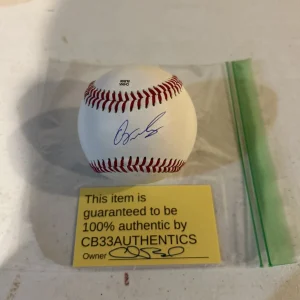 This item is
guaranteed to be
100% authentic by
CB33AUTHENTICS
Owner